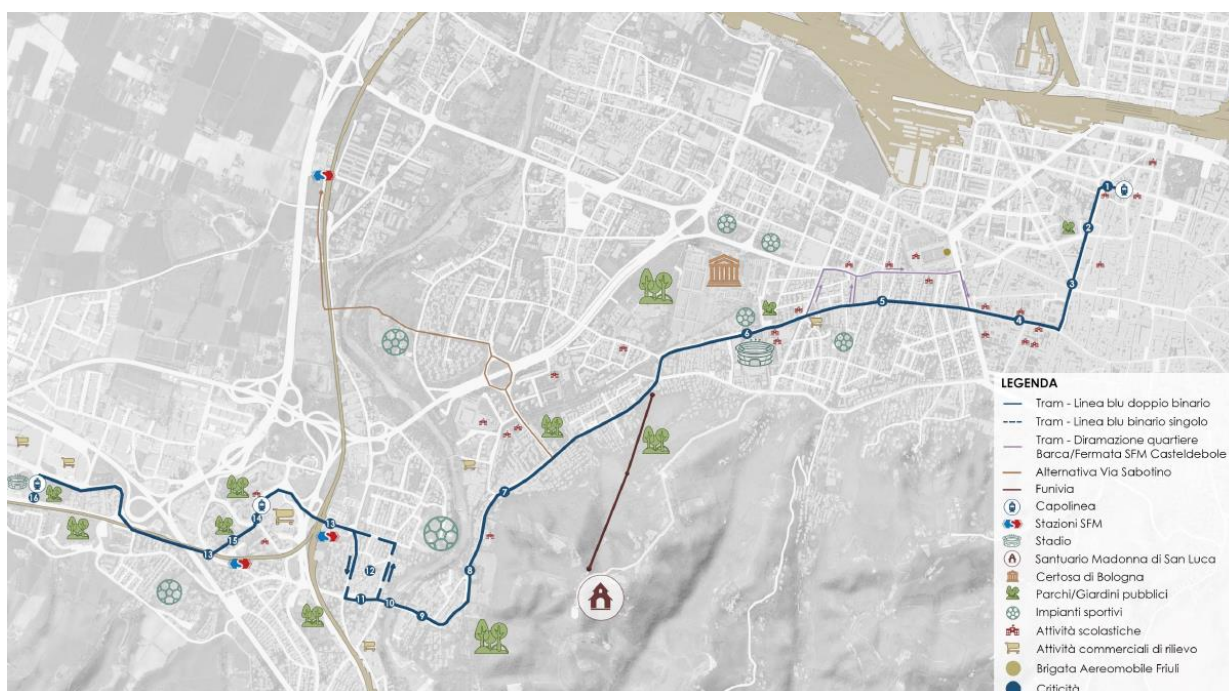 1
2
3
4
5
6
7
8
9
10
11
12
13
14
15
13
16
LEGENDA
Tram - Linea blu doppio binario
Tram - Linea blu binario singolo
Tram - Diramazione quartiere
Barca/Fermata SFM Casteldebole
Alternativa Via Sabotino
Funivia
Capolinea
Stazioni SFM
Stadio
Santuario Madonna di San Luca
Certosa di Bologna
Parchi/Giardini pubblici
Impianti sportivi
Attività scolastiche
Attività commerciali di rilievo
Brigata Aereomobile Friuli
Criticità